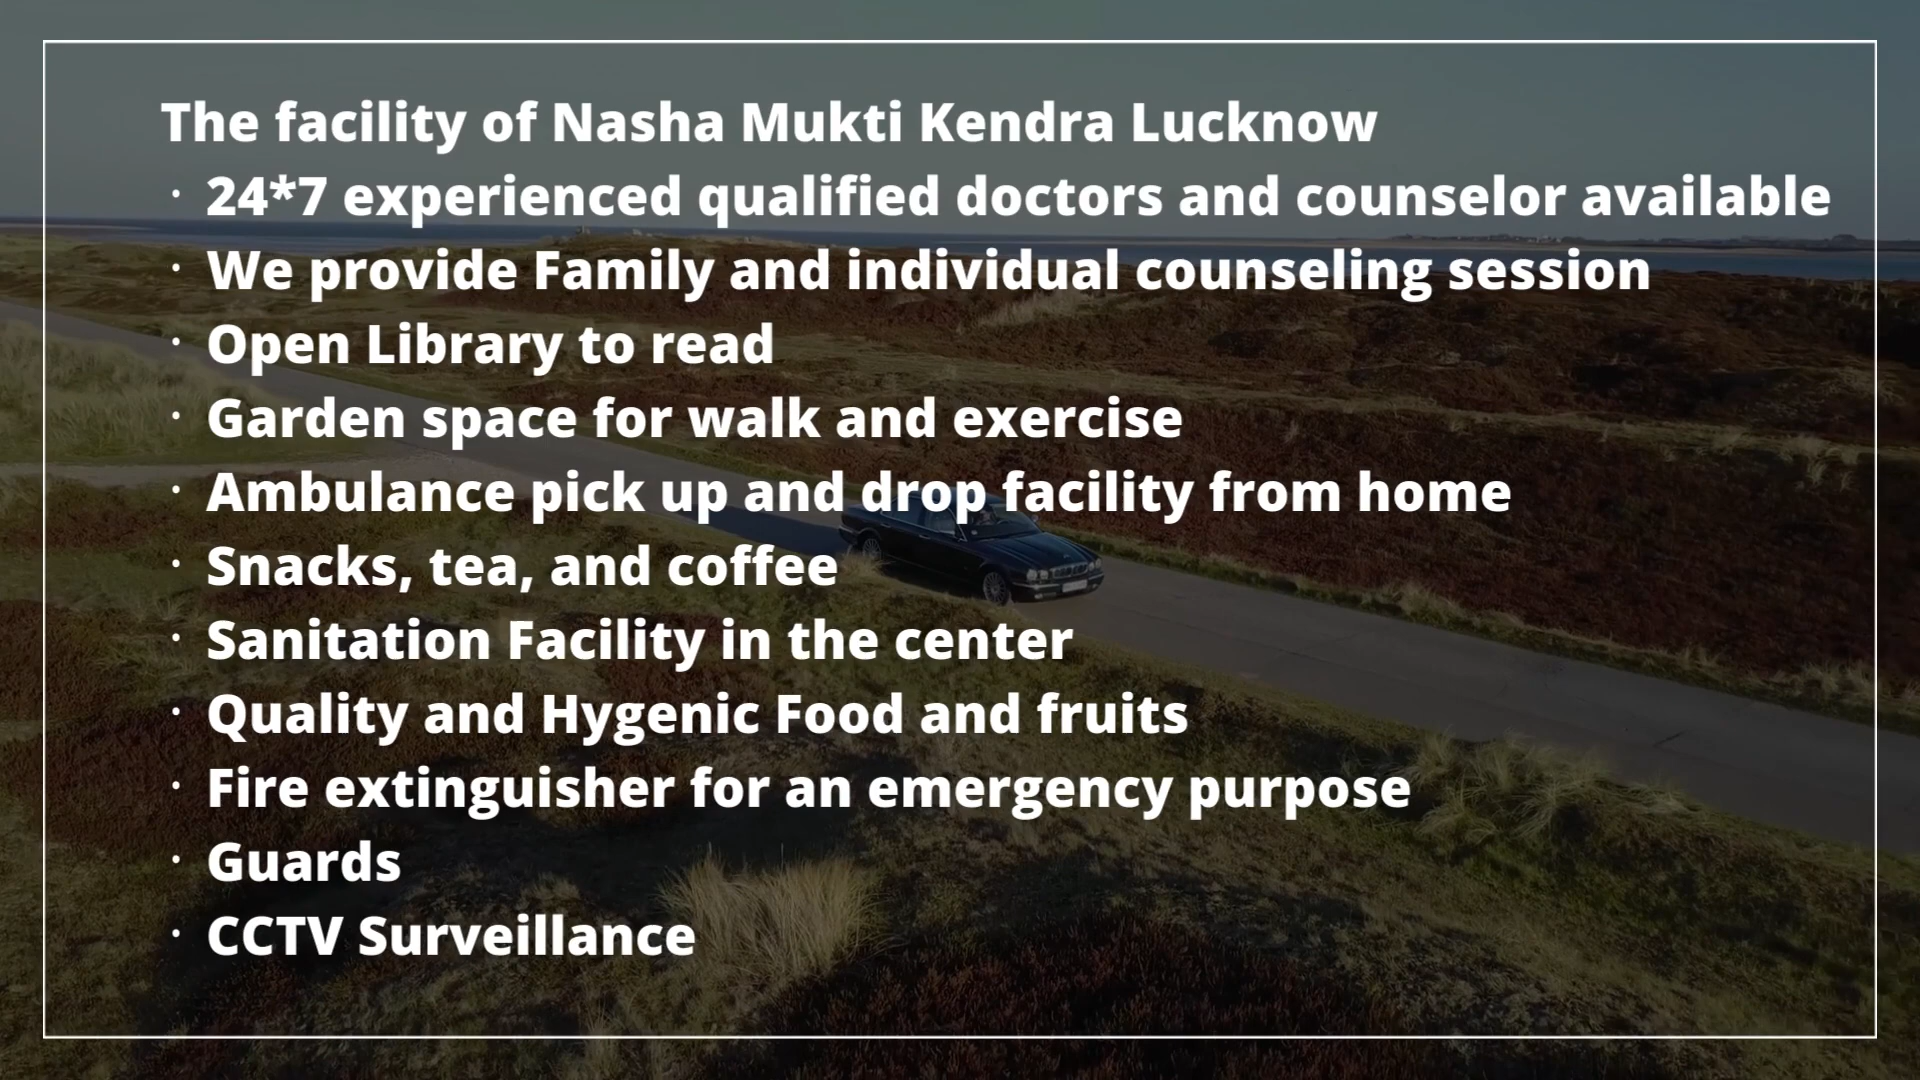 The facility of Nasha Mukti Kendra Lucknow
· 24*7 experienced qualified doctors and counselor available
· We provide Family and individual counseling session
· Open Library to read
· Garden space for walk and exercise
· Ambulance pick up and drop facility from home
· Snacks, tea, and coffee
· Sanitation Facility in the center
· Quality and Hygenic Food and fruits
· Fire extinguisher for an emergency purpose
· Guards
· CCTV Surveillance